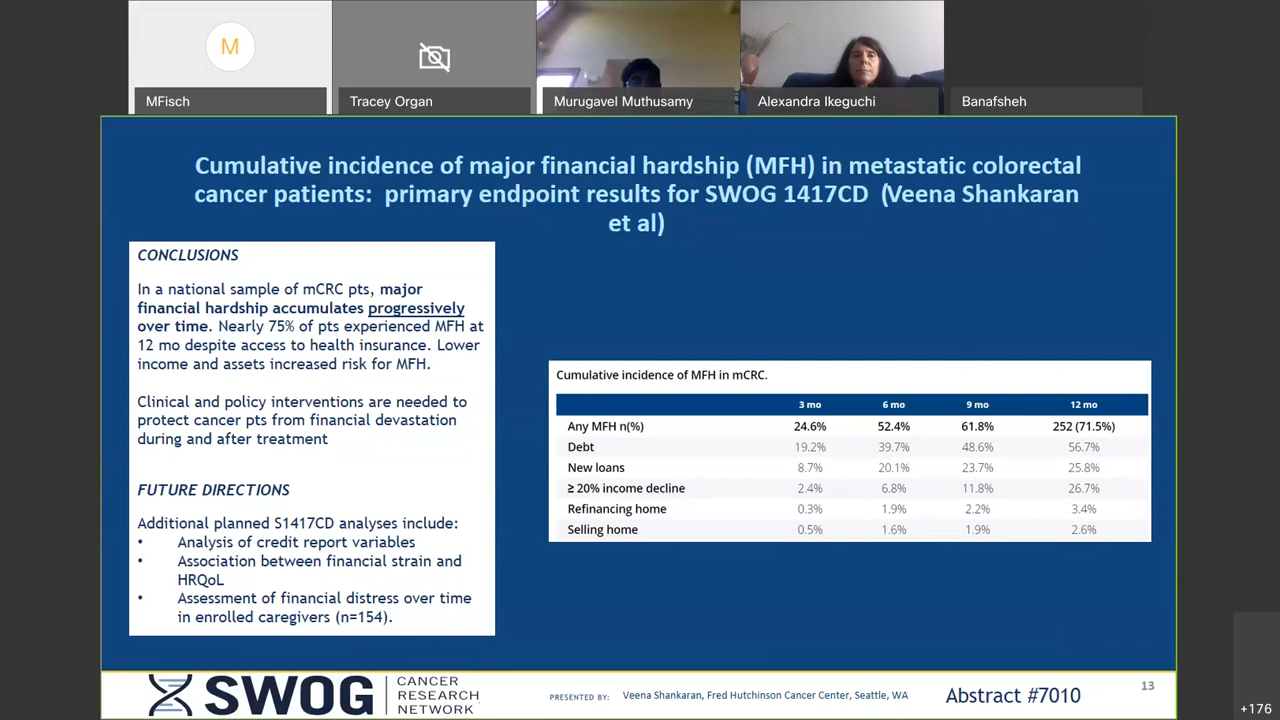 M
MFisch
Tracey Organ
Murugavel Muthusamy
Alexandra Ikeguchi
Banafsheh
Cumulative incidence of major financial hardship (MFH) in metastatic colorectal
cancer patients: primary endpoint results for SWOG 1417CD (Veena Shankaran
et al)
CONCLUSIONS
In a national sample of mCRC pts, major
financial hardship accumulates progressively
over time. Nearly 75% of pts experienced MFH at
12 mo despite access to health insurance. Lower
income and assets increased risk for MFH.
Clinical and policy interventions are needed to
protect cancer pts from financial devastation
during and after treatment
FUTURE DIRECTIONS
Additional planned S1417CD analyses include:
• Analysis of credit report variables
• Association between financial strain and
HRQoL
• Assessment of financial distress over time
in enrolled caregivers (n=154).
Cumulative incidence of MFH in mCRC.
3 mo 6 mo 9 mo 12 mo
Any MFH n(%) 24.6% 52.4% 61.8% 252 (71.5%)
Debt 19.2% 39.7% 48.6% 56.7%
New loans 8.7% 20.1% 23.7% 25.8%
≥ 20% income decline 2.4% 6.8% 11.8% 26.7%
Refinancing home 0.3% 1.9% 2.2% 3.4%
Selling home 0.5% 1.6% 1.9% 2.6%
SWOG
CANCER
RESEARCH
NETWORK
PRESENTED BY: Veena Shankaran, Fred Hutchinson Cancer Center, Seattle, WA
Abstract #7010
13
+176